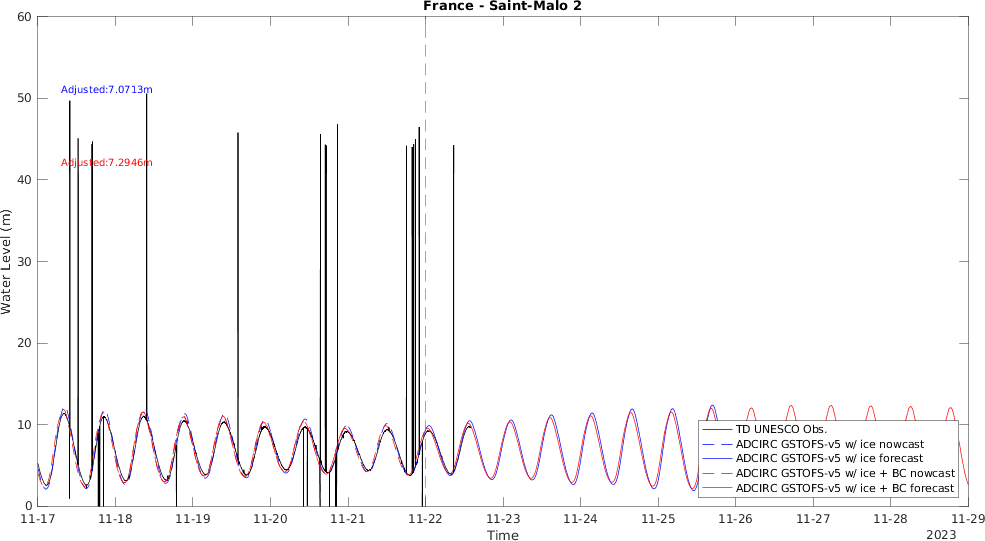 France - Saint-Malo 2
60
50
40
30
20
10
0
Water Level (m)
Adjusted:7.0713m
Adjusted:7.2946m
TD UNESCO Obs.
ADCIRC GSTOFS-v5 w/ ice nowcast
ADCIRC GSTOFS-v5 w/ ice forecast
ADCIRC GSTOFS-v5 w/ ice + BC nowcast
ADCIRC GSTOFS-v5 w/ ice + BC forecast
11-17 11-18 11-19 11-20 11-21 11-22 11-23 11-24 11-25 11-26 11-27 11-28 11-29
Time
2023